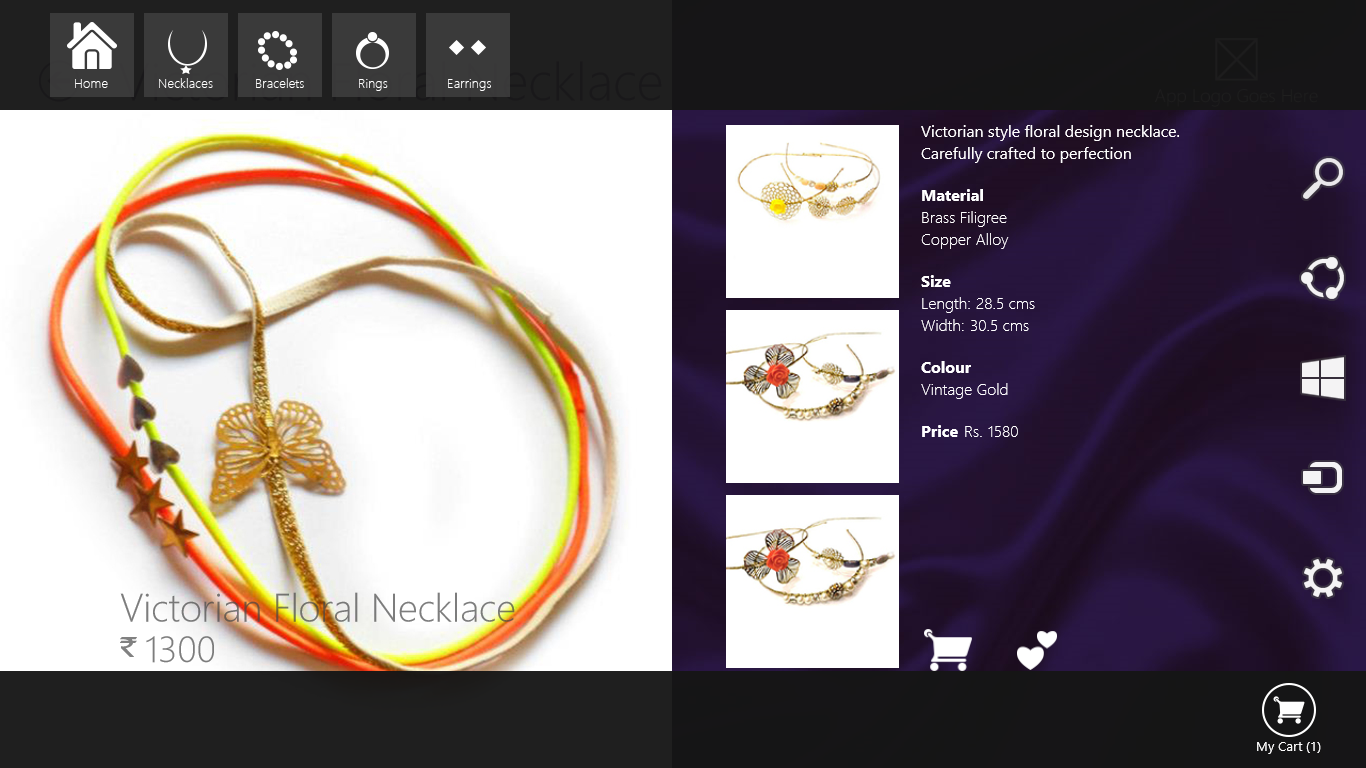 Home
Necklaces
Bracelets
Rings
Earrings
Victorian Floral Necklace
App Logo Goes Here
Victorian style floral design necklace.
Carefully crafted to perfection
Material
Brass Filigree
Copper Alloy
Size
Length: 28.5 cms
Width: 30.5 cms
Colour
Vintage Gold
Price Rs. 1580
Victorian Floral Necklace
₹ 1300
My Cart (1)